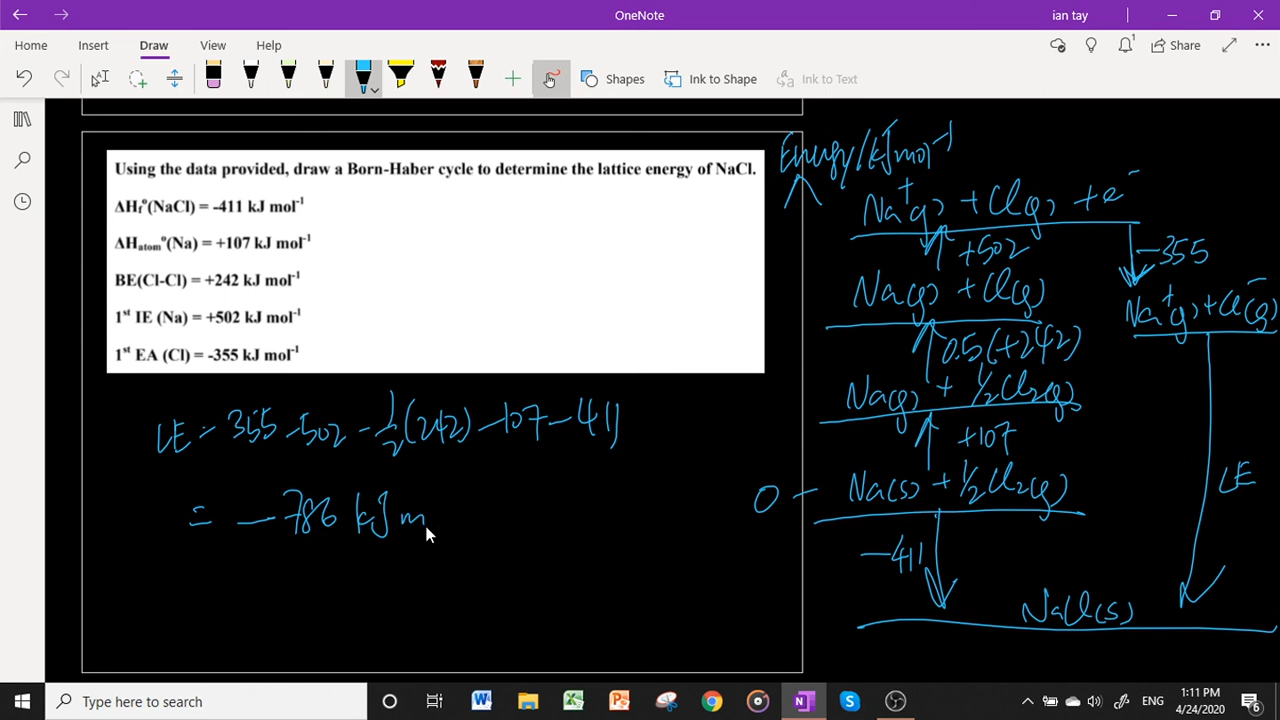 OneNote
ian tay
Home Insert Draw View Help
Share
Shapes
Ink to Shape
Ink to Text
Using the data provided, draw a Born-Haber cycle to determine the lattice energy of NaCl.
ΔHf°(NaCl) = -411 kJ mol⁻¹
ΔHatom°(Na) = +107 kJ mol⁻¹
BE(Cl-Cl) = +242 kJ mol⁻¹
1st IE (Na) = +502 kJ mol⁻¹
1st EA (Cl) = -355 kJ mol⁻¹
LE = 355 - 502 - 1/2(242) - 107 - 411
= -786 kJ m
Energy/kJ mol⁻¹
Na⁺(g) + Cl(g) + e⁻
-355
+502
Na(g) + Cl(g)
Na⁺(g) + Cl⁻(g)
0.5(+242)
Na(g) + 1/2Cl2(g)
+107
0
Na(s) + 1/2Cl2(g)
LE
-411
NaCl(s)
Type here to search
ENG
1:11 PM
4/24/2020
6